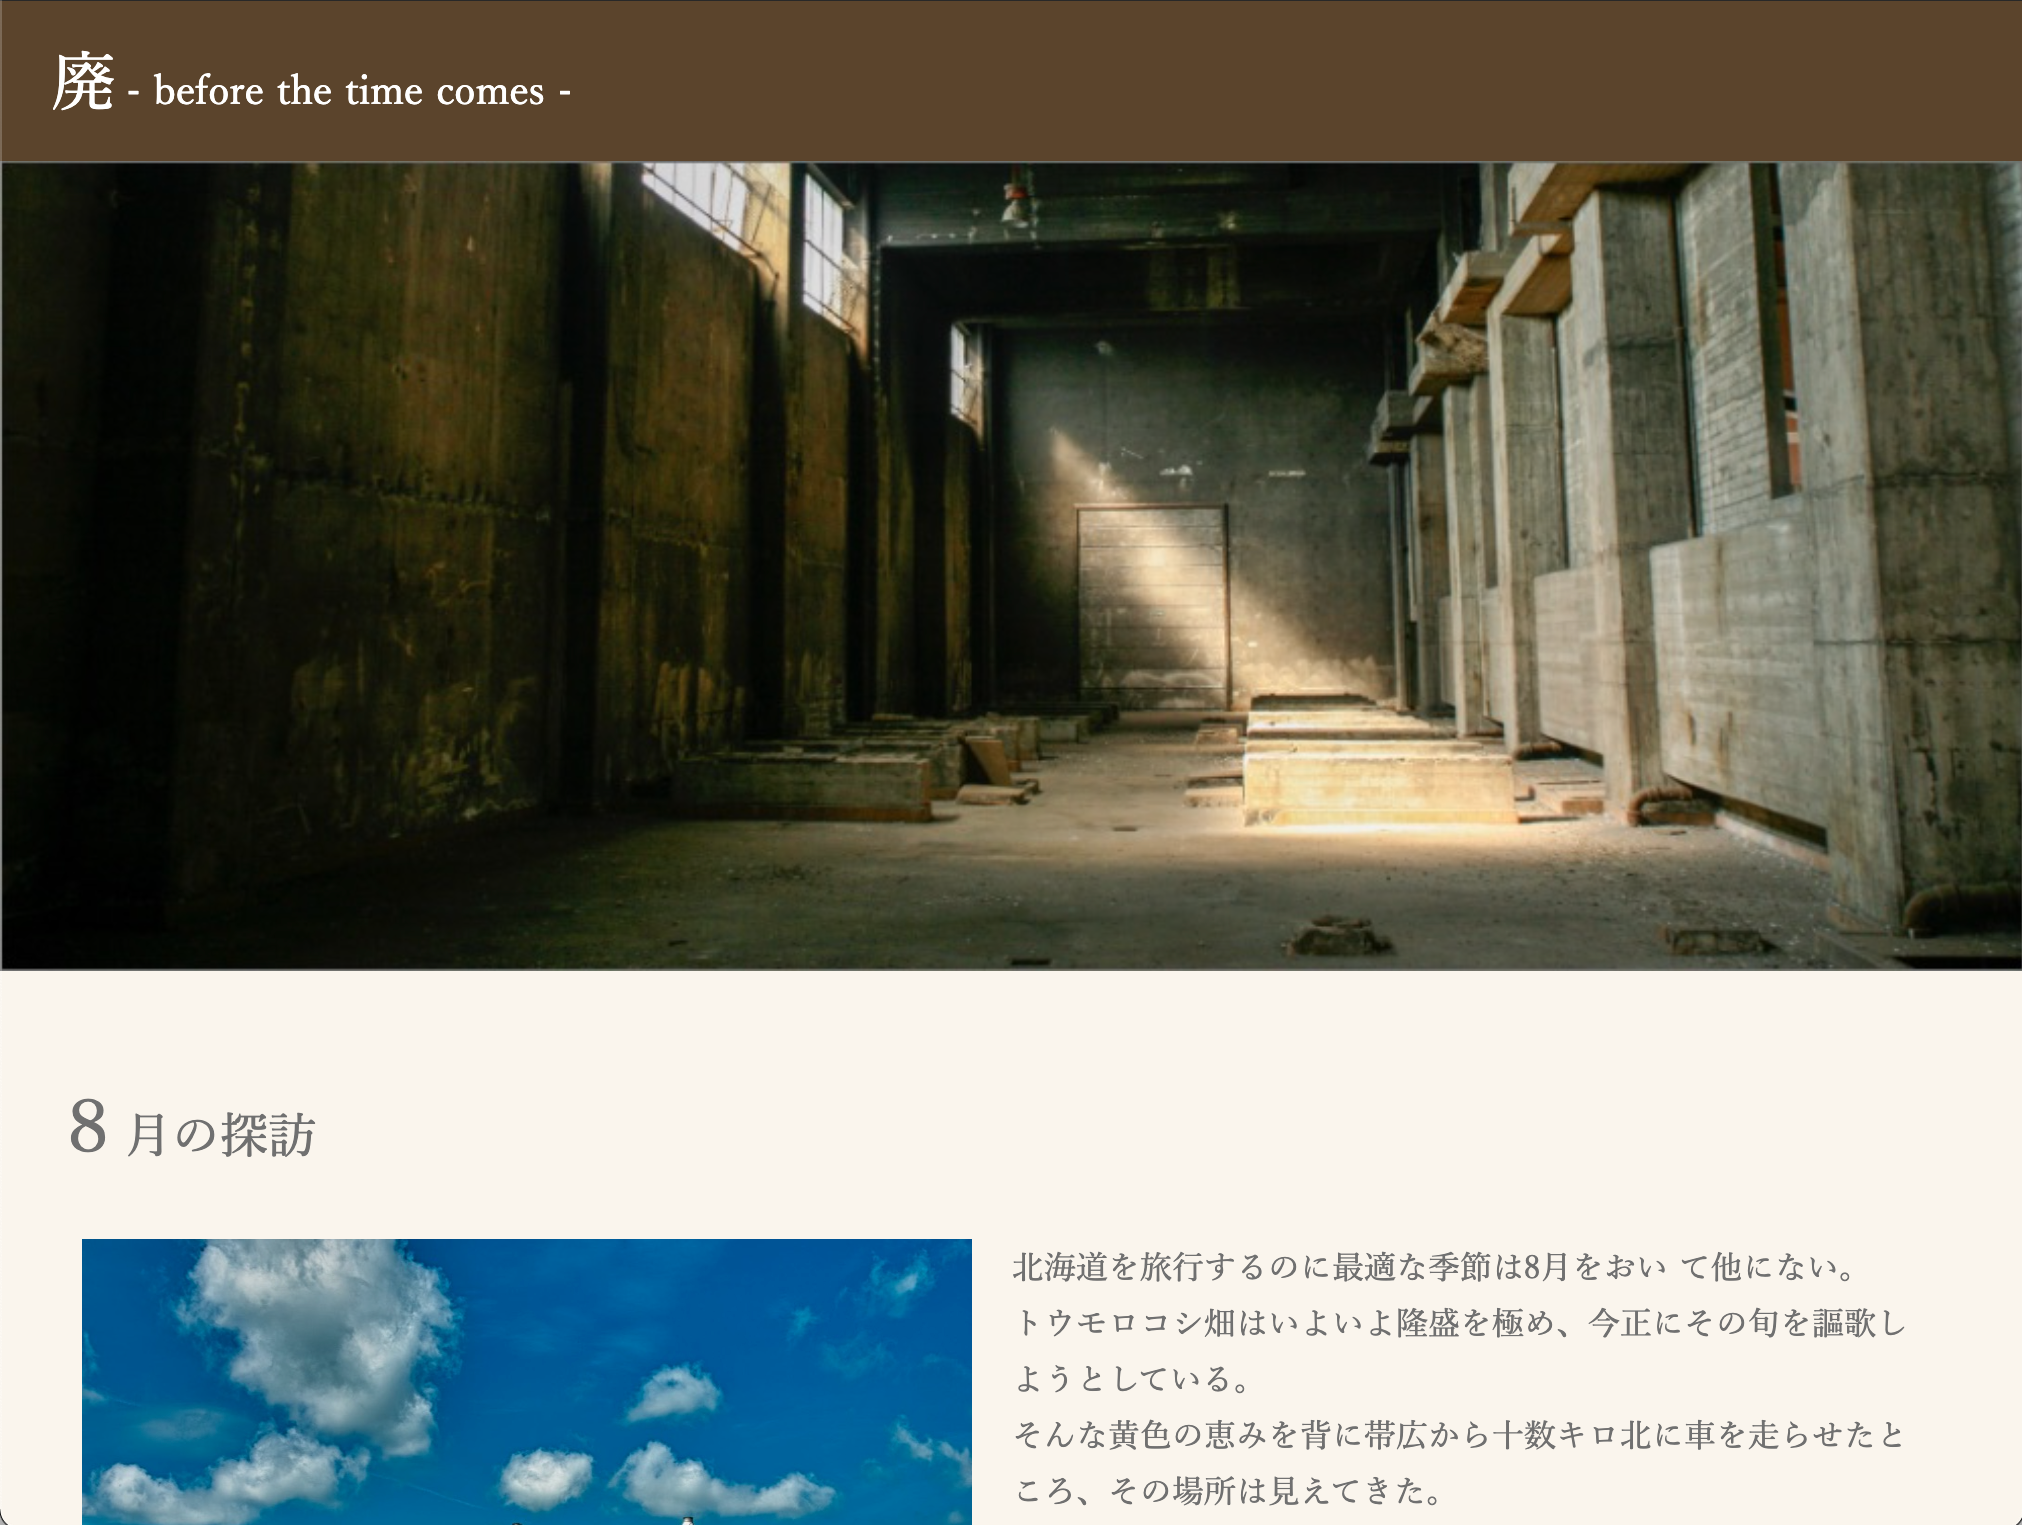 廃 - before the time comes -
8 月の探訪
北海道を旅行するのに最適な季節は8月をおい て他にない。
トウモロコシ畑はいよいよ隆盛を極め、今正にその旬を謳歌し
ようとしている。
そんな黄色の恵みを背に帯広から十数キロ北に車を走らせたと
ころ、その場所は見えてきた。